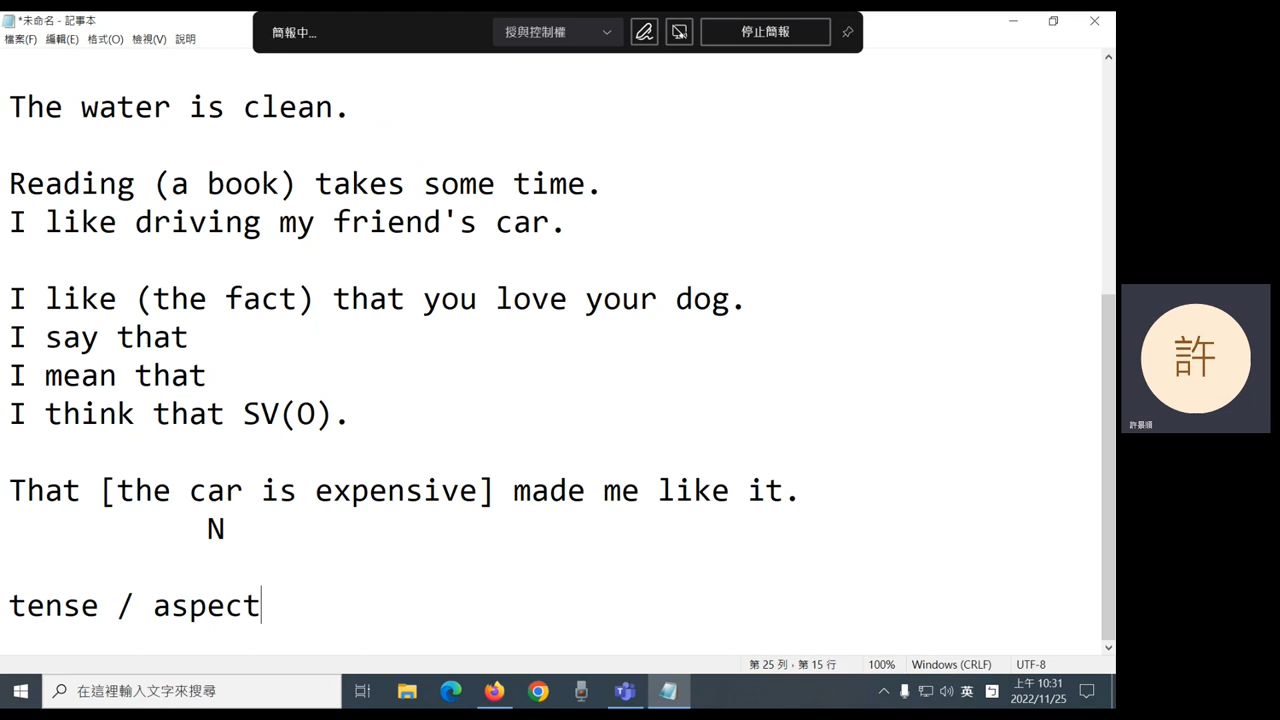 *未命名 - 記事本
檔案(F) 編輯(E) 格式(O) 檢視(V) 說明
簡報中...
授與控制權
停止簡報
The water is clean.
Reading (a book) takes some time.
I like driving my friend's car.
I like (the fact) that you love your dog.
I say that
I mean that
I think that SV(O).
That [the car is expensive] made me like it.
N
tense / aspect
許
許景順
第 25 列，第 15 行
100%
Windows (CRLF)
UTF-8
在這裡輸入文字來搜尋
英
ㄅ
上午 10:31
2022/11/25